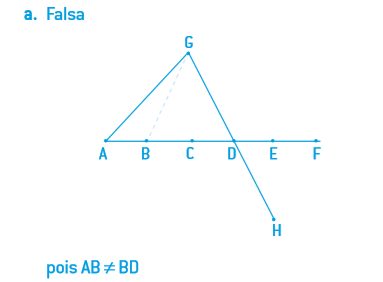 a. Falsa
G
A B C D E F
H
pois AB ≠ BD